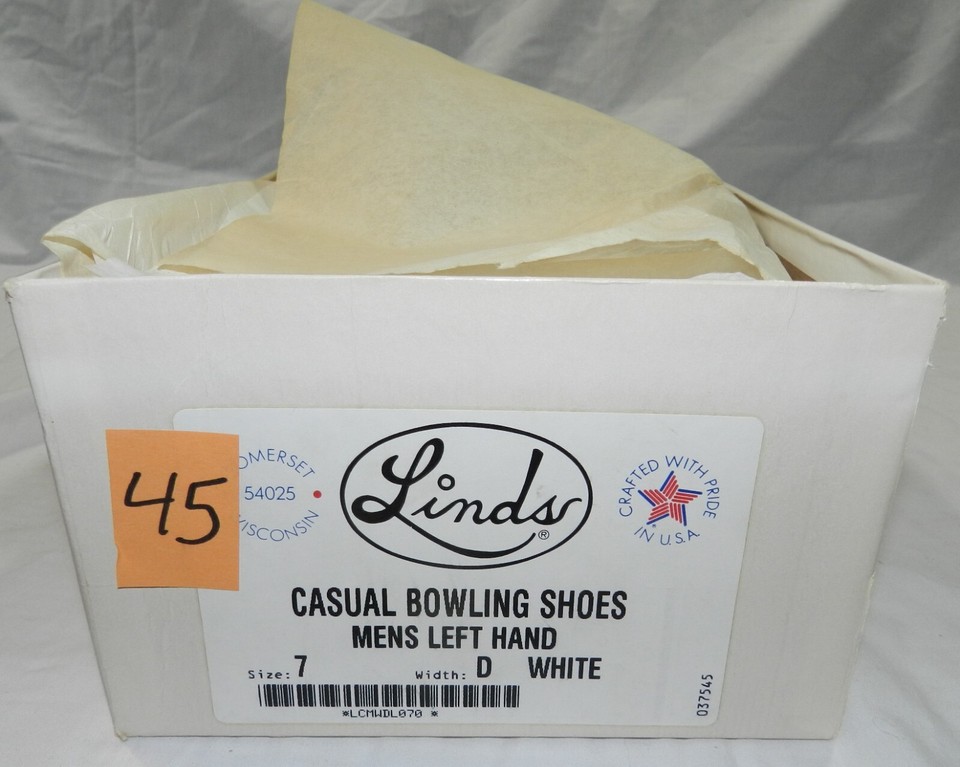 45
OMERSET
54025
WISCONSIN
Linds®
CRAFTED WITH PRIDE
IN U.S.A
CASUAL BOWLING SHOES
MENS LEFT HAND
Size: 7 Width: D WHITE
*LCMWDL070 *
037545